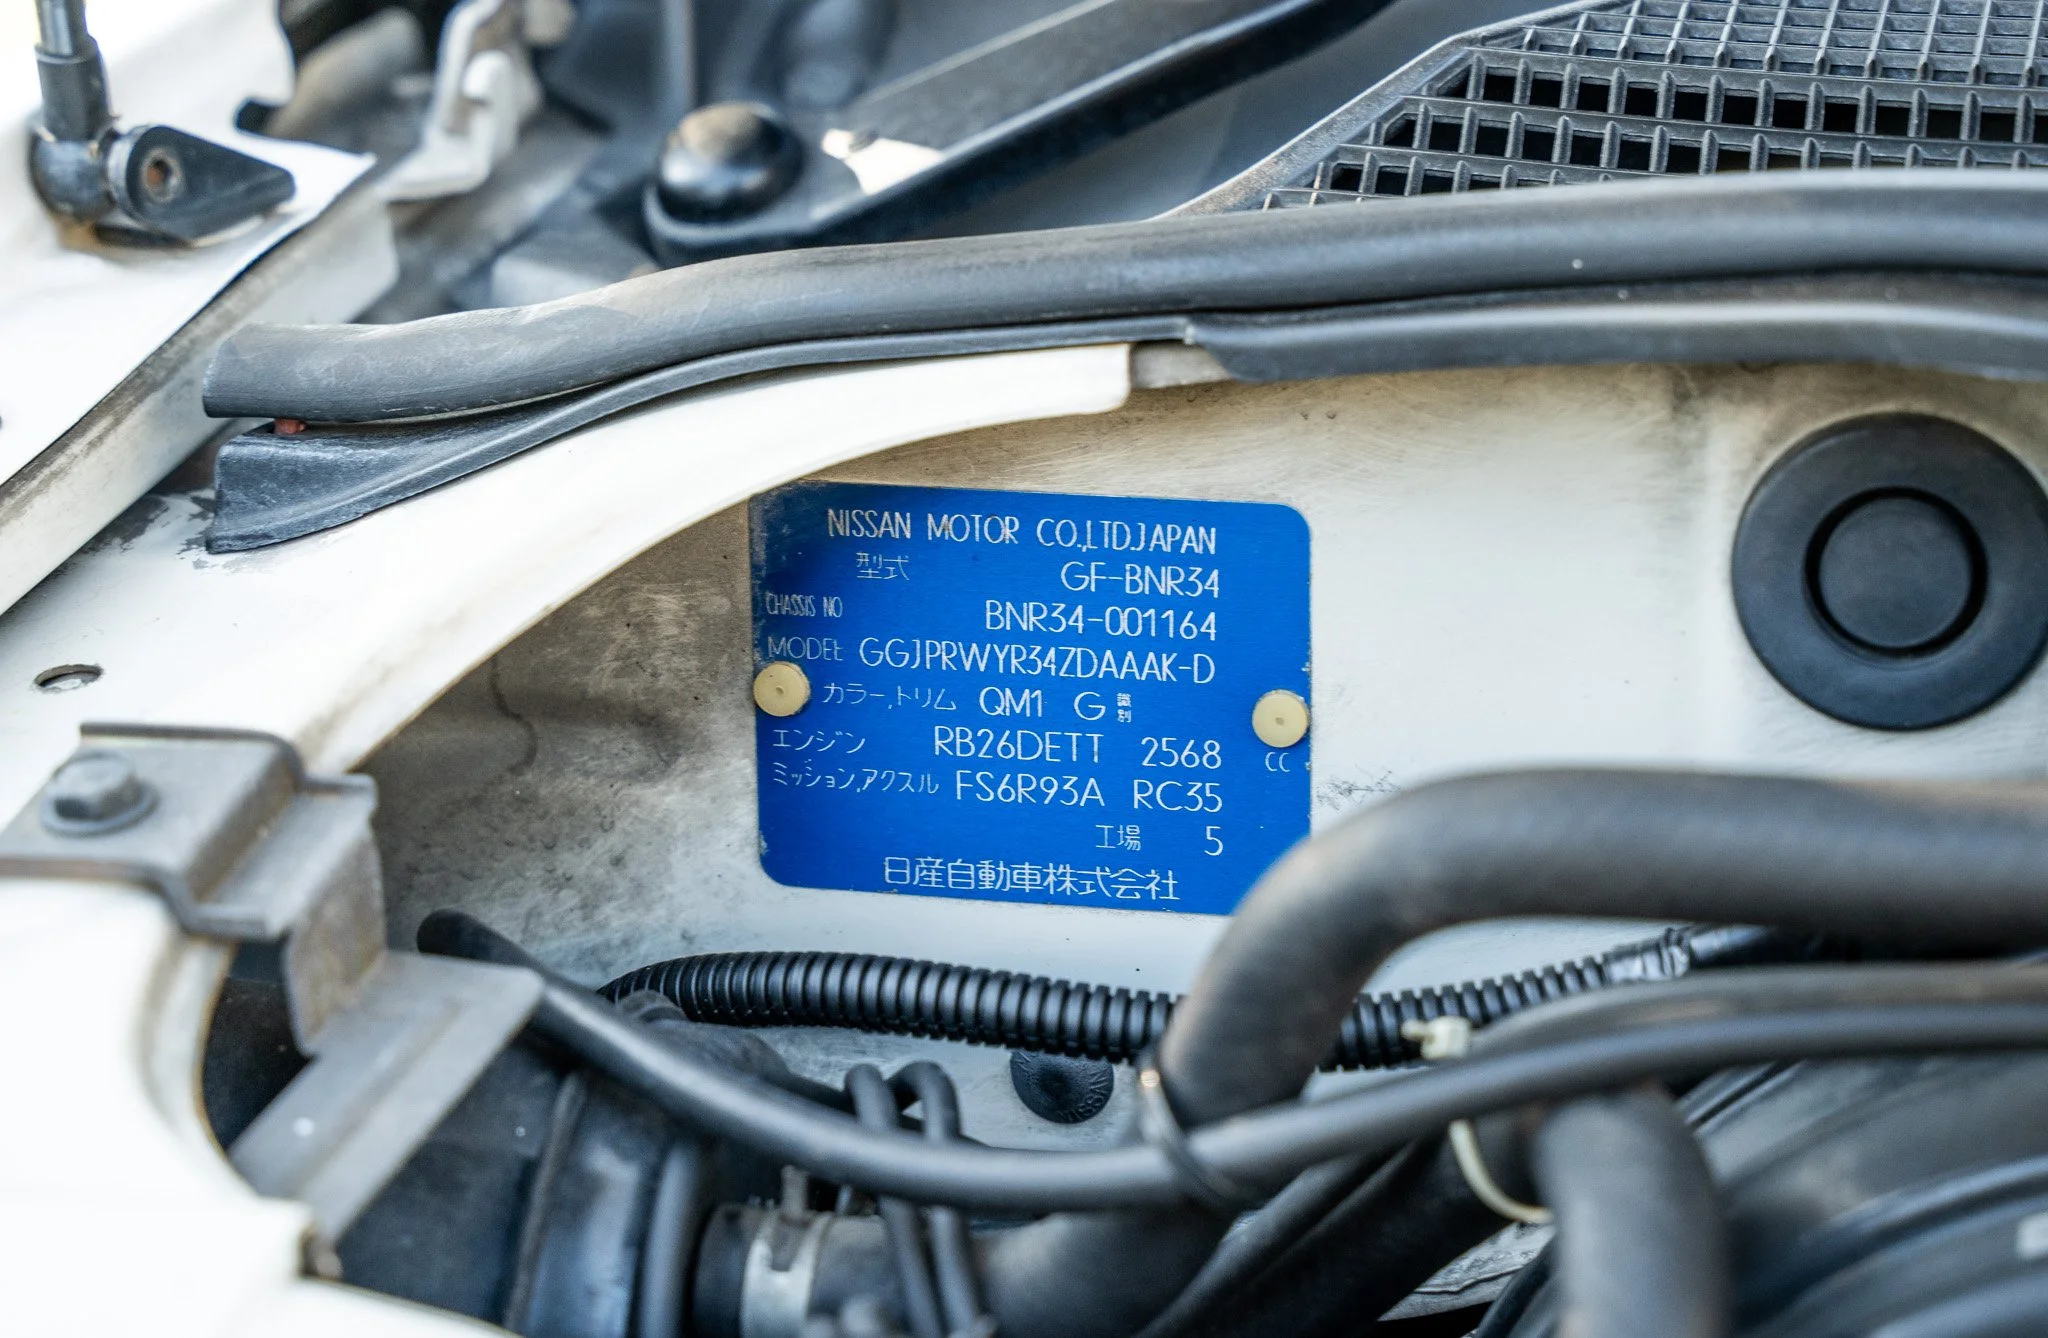 NISSAN MOTOR CO.,LTD.JAPAN
型式 GF-BNR34
CHASSIS NO BNR34-001164
MODEL GGJPRWYR34ZDAAAK-D
カラー,トリム QM1 G 識別
エンジン RB26DETT 2568 CC
ミッション,アクスル FS6R93A RC35
工場 5
日産自動車株式会社
NISSAN